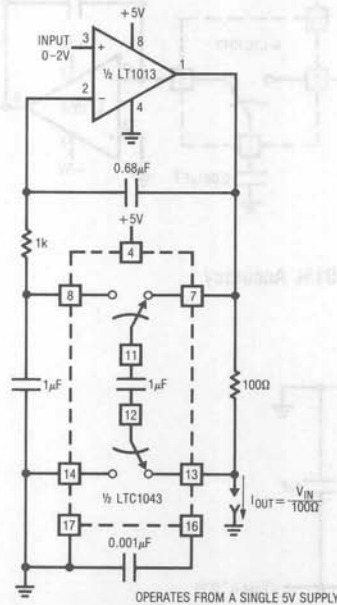 +5V
INPUT
0–2V
3
+
8
1
½ LT1013
2
−
4
0.68µF
+5V
4
1k
8
7
11
1µF
1µF
100Ω
12
14
13
½ LTC1043
IOUT = VIN
100Ω
17
16
0.001µF
OPERATES FROM A SINGLE 5V SUPPLY